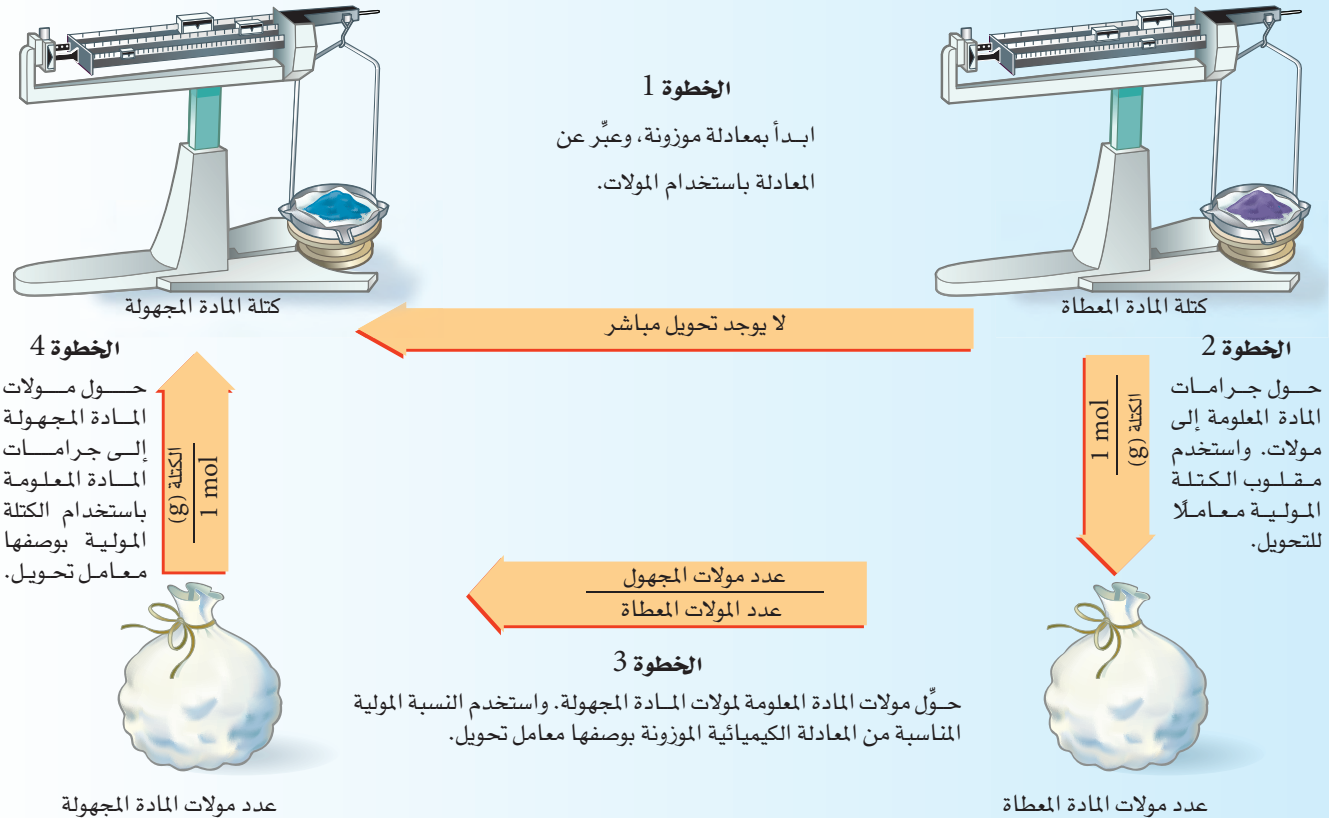 الخطوة 1
ابدأ بمعادلة موزونة، وعبِّر عن
المعادلة باستخدام المولات.
كتلة المادة المعطاة
كتلة المادة المجهولة
لا يوجد تحويل مباشر
الخطوة 2
حول جرامات
المادة المعلومة إلى
مولات. واستخدم
مقلوب الكتلة
المولية معاملًا
للتحويل.
1 mol
الكتلة (g)
عدد مولات المجهول
عدد المولات المعطاة
الخطوة 3
حوِّل مولات المادة المعلومة لمولات المادة المجهولة. واستخدم النسبة المولية
المناسبة من المعادلة الكيميائية الموزونة بوصفها معامل تحويل.
الخطوة 4
حول مولات
المادة المجهولة
إلى جرامات
المادة المعلومة
باستخدام الكتلة
المولية بوصفها
معامل تحويل.
الكتلة (g)
1 mol
عدد مولات المادة المعطاة
عدد مولات المادة المجهولة